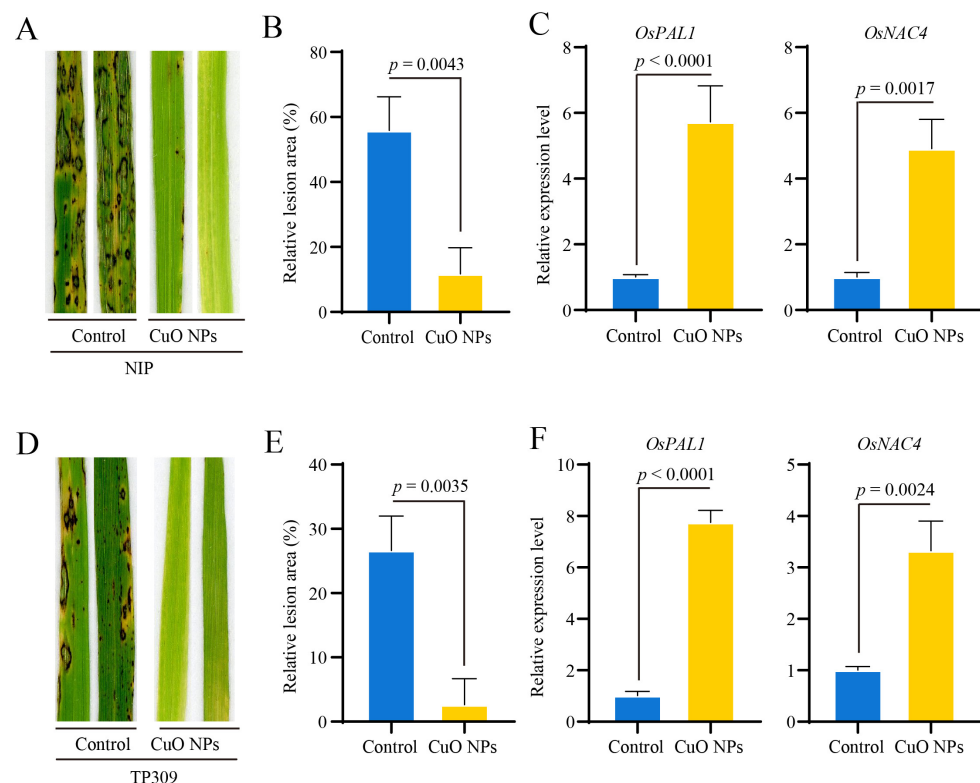 A
Control
CuO NPs
NIP
B
Relative lesion area (%)
80
60
40
20
0
p = 0.0043
Control
CuO NPs
C
OsPAL1
Relative expression level
8
6
4
2
0
p < 0.0001
Control
CuO NPs
OsNAC4
8
6
4
2
0
p = 0.0017
Control
CuO NPs
D
Control
CuO NPs
TP309
E
Relative lesion area (%)
40
30
20
10
0
p = 0.0035
Control
CuO NPs
F
OsPAL1
Relative expression level
10
8
6
4
2
0
p < 0.0001
Control
CuO NPs
OsNAC4
5
4
3
2
1
0
p = 0.0024
Control
CuO NPs